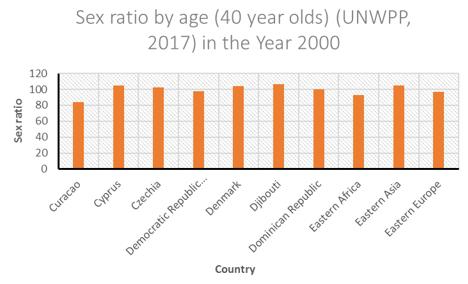 Sex ratio by age (40 year olds) (UNWPP,
2017) in the Year 2000
Sex ratio
120
100
80
60
40
20
0
Curacao
Cyprus
Czechia
Democratic Republic...
Denmark
Djibouti
Dominican Republic
Eastern Africa
Eastern Asia
Eastern Europe
Country